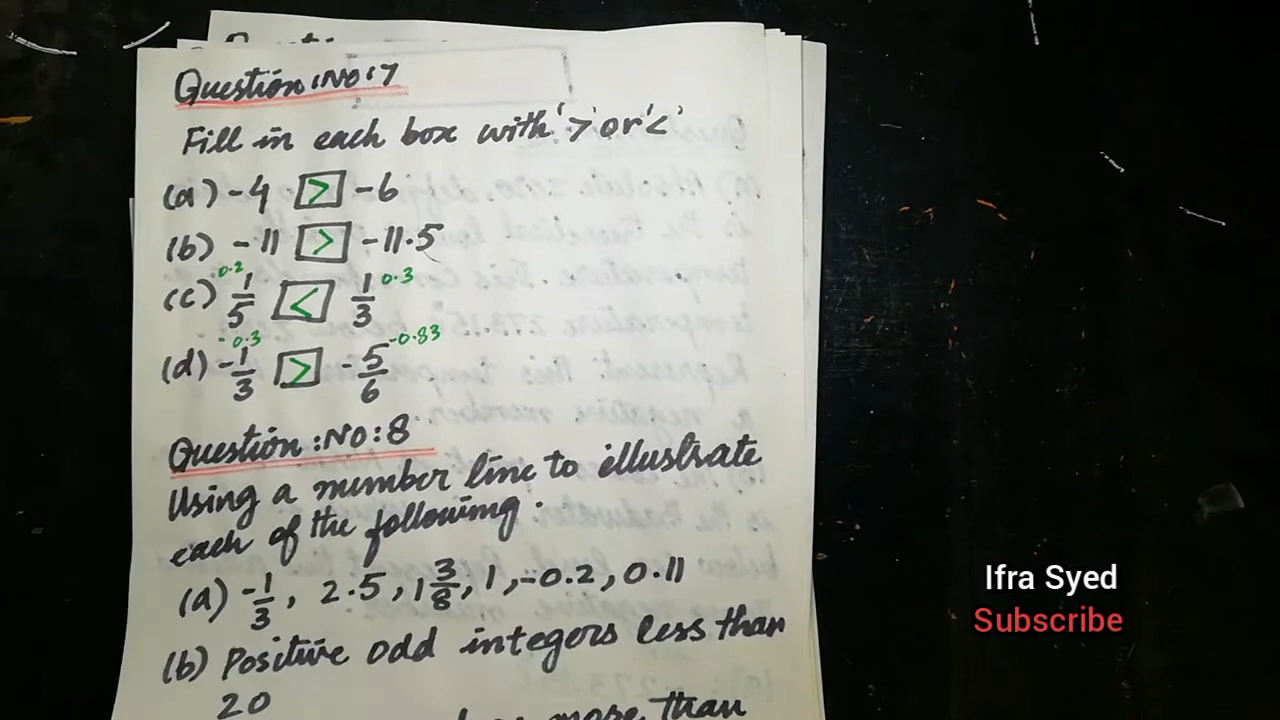 Question:No:7
Fill in each box with '>' or '<'
(a) -4 > -6
(b) -11 > -11.5
0.2 0.3
(c) 1/5 < 1/3
-0.3 -0.83
(d) -1/3 > -5/6
Question:No:8
Using a number line to illustrate
each of the following.
(a) -1/3, 2.5, 1 3/8, 1, -0.2, 0.11
(b) Positive odd integers less than
20
more than
Ifra Syed
Subscribe